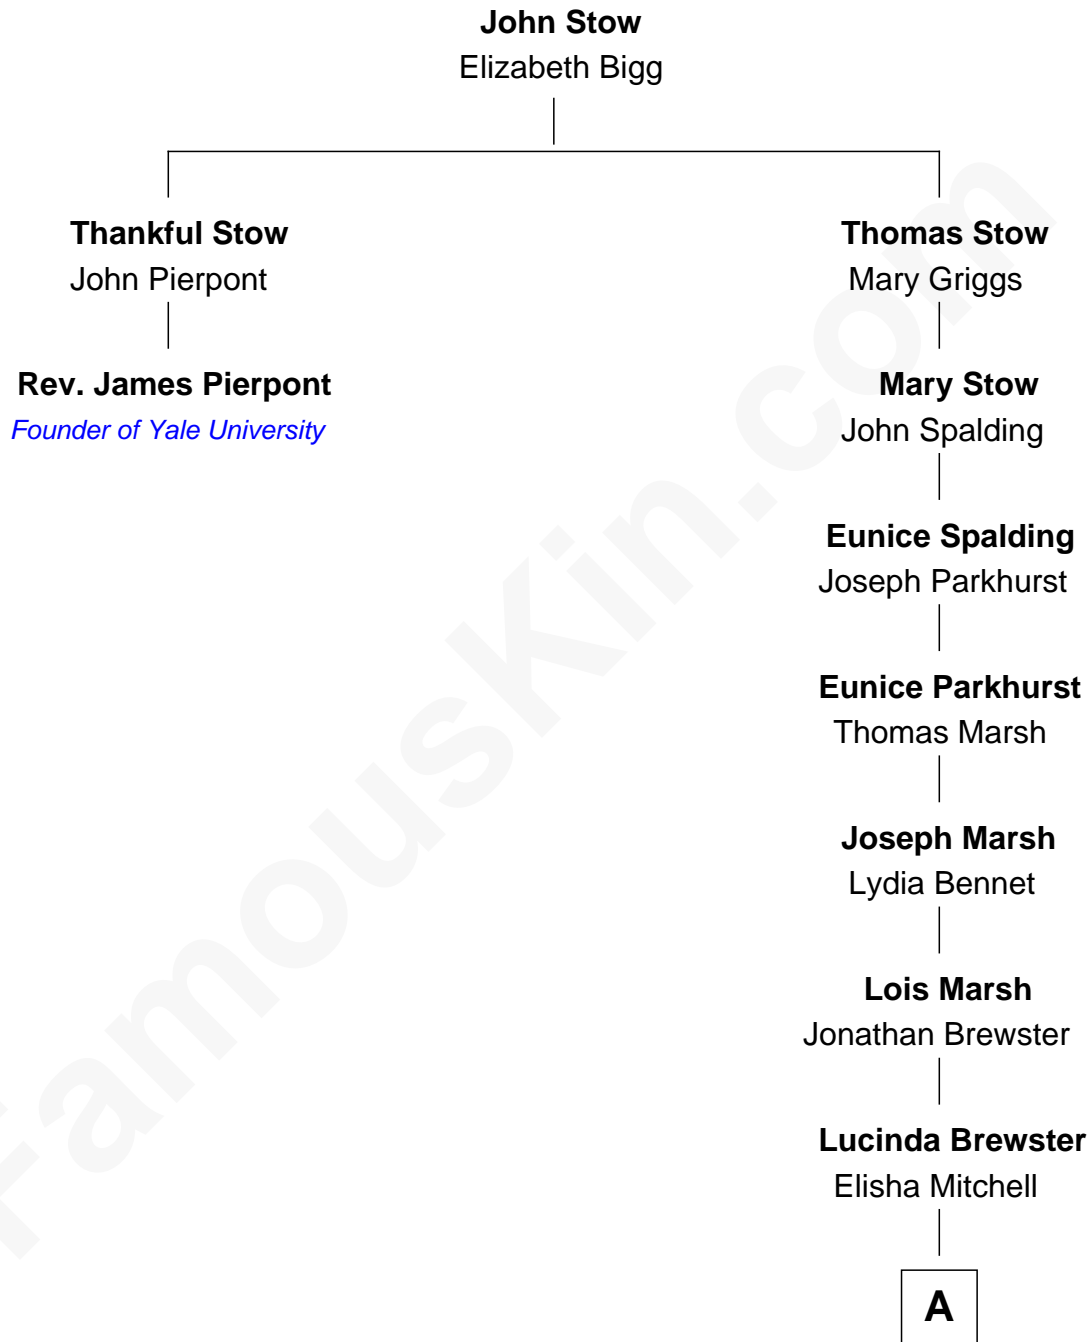 John Stow
Elizabeth Bigg
Thankful Stow
John Pierpont
Thomas Stow
Mary Griggs
Rev. James Pierpont
Founder of Yale University
Mary Stow
John Spalding
Eunice Spalding
Joseph Parkhurst
Eunice Parkhurst
Thomas Marsh
Joseph Marsh
Lydia Bennet
Lois Marsh
Jonathan Brewster
Lucinda Brewster
Elisha Mitchell
A
FamousKin.com